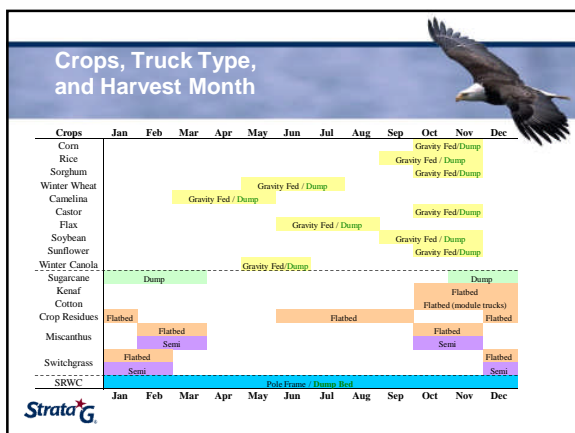 Crops, Truck Type,
and Harvest Month
Crops Jan Feb Mar Apr May Jun Jul Aug Sep Oct Nov Dec
Corn Gravity Fed/Dump
Rice Gravity Fed / Dump
Sorghum Gravity Fed/Dump
Winter Wheat Gravity Fed / Dump
Camelina Gravity Fed / Dump
Castor Gravity Fed/Dump
Flax Gravity Fed / Dump
Soybean Gravity Fed / Dump
Sunflower Gravity Fed/Dump
Winter Canola Gravity Fed/Dump
Sugarcane Dump Dump
Kenaf Flatbed
Cotton Flatbed (module trucks)
Crop Residues Flatbed Flatbed Flatbed
Miscanthus Flatbed Flatbed
Semi Semi
Switchgrass Flatbed Flatbed
Semi Semi
SRWC Pole Frame / Dump Bed
Jan Feb Mar Apr May Jun Jul Aug Sep Oct Nov Dec
Strata G®